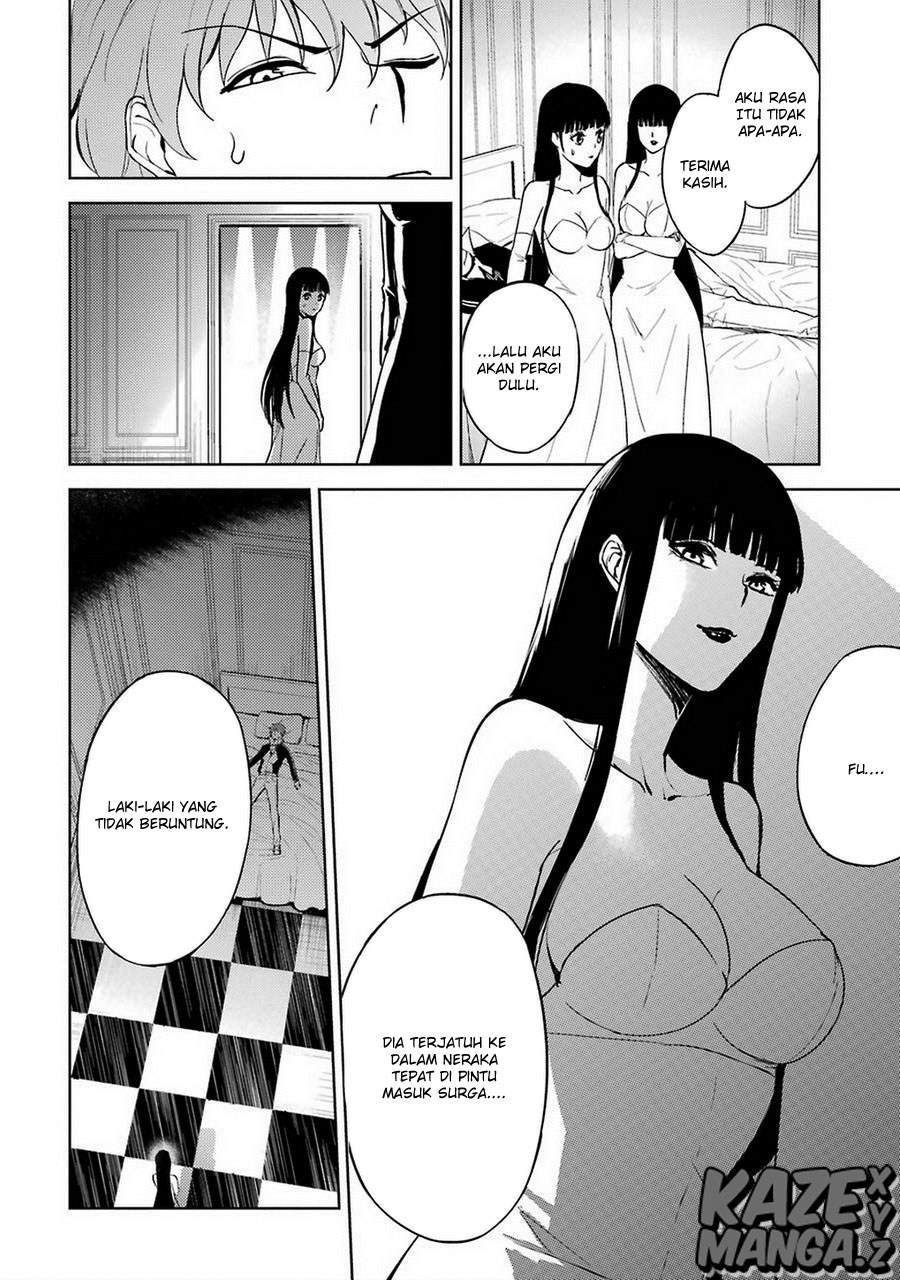 AKU RASA
ITU TIDAK
APA-APA.
TERIMA
KASIH.
...LALU AKU
AKAN PERGI
DULU.
FU....
DIA TERJATUH KE
DALAM NERAKA
TEPAT DI PINTU
MASUK SURGA....
LAKI-LAKI YANG
TIDAK BERUNTUNG.
KAZE
MANGA.
XYZ